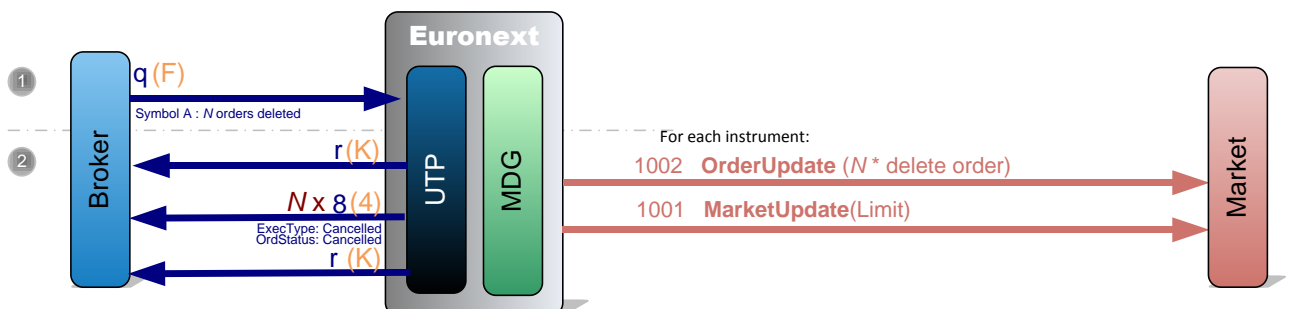 Euronext
1
q (F)
Symbol A : N orders deleted
For each instrument:
2
r (K)
1002 OrderUpdate (N * delete order)
N x 8 (4)
1001 MarketUpdate(Limit)
ExecType: Cancelled
OrdStatus: Cancelled
r (K)
Broker
UTP
MDG
Market